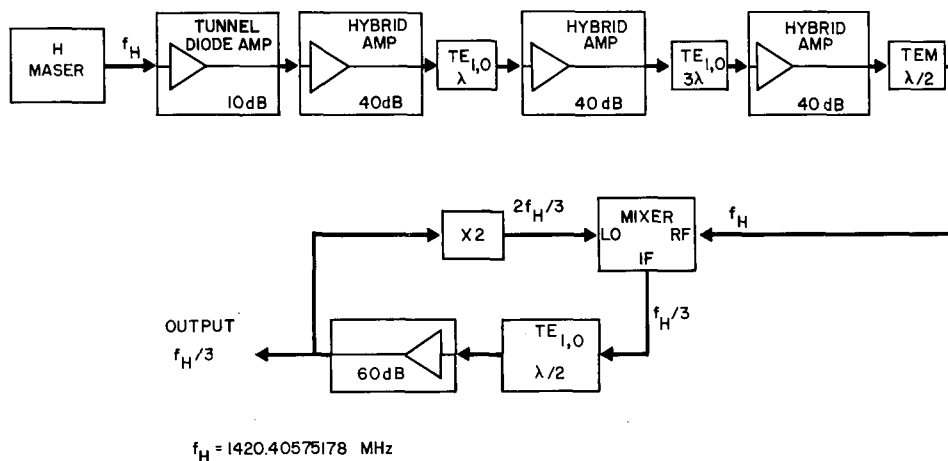 H
MASER
f_H
TUNNEL
DIODE AMP
10dB
HYBRID
AMP
40dB
TE1,0
λ
HYBRID
AMP
40 dB
TE1,0
3λ
HYBRID
AMP
40 dB
TEM
λ/2
X2
2f_H/3
MIXER
LO RF
IF
f_H
f_H/3
OUTPUT
f_H/3
60dB
TE1,0
λ/2
f_H = 1420.40575178 MHz